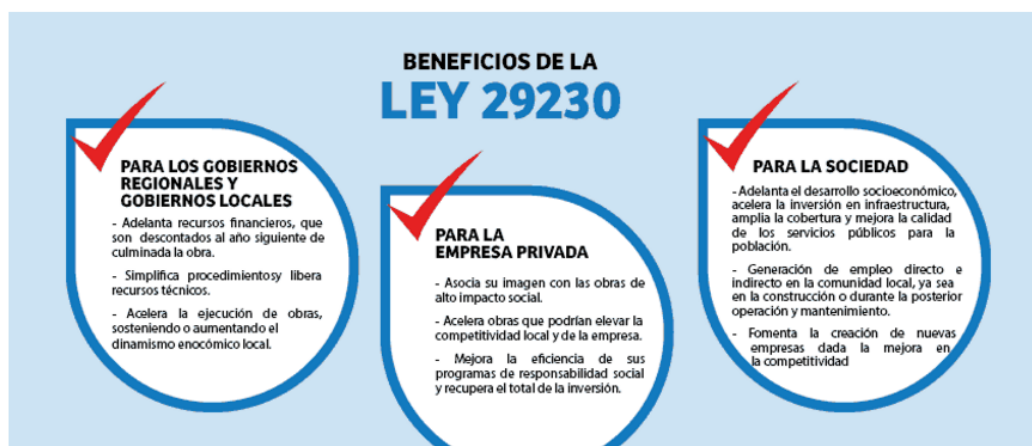 BENEFICIOS DE LA
LEY 29230
PARA LOS GOBIERNOS
REGIONALES Y
GOBIERNOS LOCALES
- Adelanta recursos financieros, que
son descontados al año siguiente de
culminada la obra.
- Simplifica procedimientosy libera
recursos técnicos.
- Acelera la ejecución de obras,
sosteniendo o aumentando el
dinamismo enocómico local.
PARA LA
EMPRESA PRIVADA
- Asocia su imagen con las obras de
alto impacto social.
- Acelera obras que podrían elevar la
competitividad local y de la empresa.
- Mejora la eficiencia de sus
programas de responsabilidad social
y recupera el total de la inversión.
PARA LA SOCIEDAD
- Adelanta el desarrollo socioeconómico,
acelera la inversión en infraestructura,
amplia la cobertura y mejora la calidad
de los servicios públicos para la
población.
- Generación de empleo directo e
indirecto en la comunidad local, ya sea
en la construcción o durante la posterior
operación y mantenimiento.
- Fomenta la creación de nuevas
empresas dada la mejora en
la competitividad